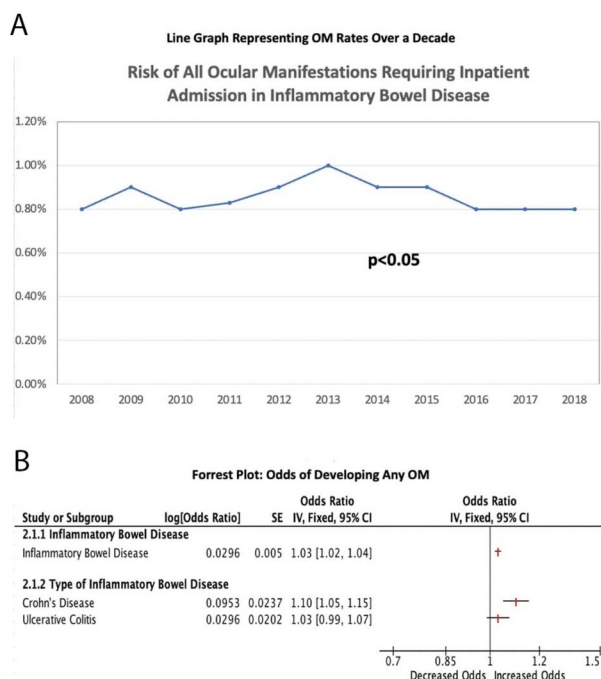 A
Line Graph Representing OM Rates Over a Decade
Risk of All Ocular Manifestations Requiring Inpatient
Admission in Inflammatory Bowel Disease
1.20%
1.00%
0.80%
0.60%
0.40%
0.20%
0.00%
p<0.05
2008 2009 2010 2011 2012 2013 2014 2015 2016 2017 2018
B
Forrest Plot: Odds of Developing Any OM
Odds Ratio Odds Ratio
Study or Subgroup log[Odds Ratio] SE IV, Fixed, 95% CI IV, Fixed, 95% CI
2.1.1 Inflammatory Bowel Disease
Inflammatory Bowel Disease 0.0296 0.005 1.03 [1.02, 1.04]
2.1.2 Type of Inflammatory Bowel Disease
Crohn's Disease 0.0953 0.0237 1.10 [1.05, 1.15]
Ulcerative Colitis 0.0296 0.0202 1.03 [0.99, 1.07]
0.7 0.85 1 1.2 1.5
Decreased Odds Increased Odds